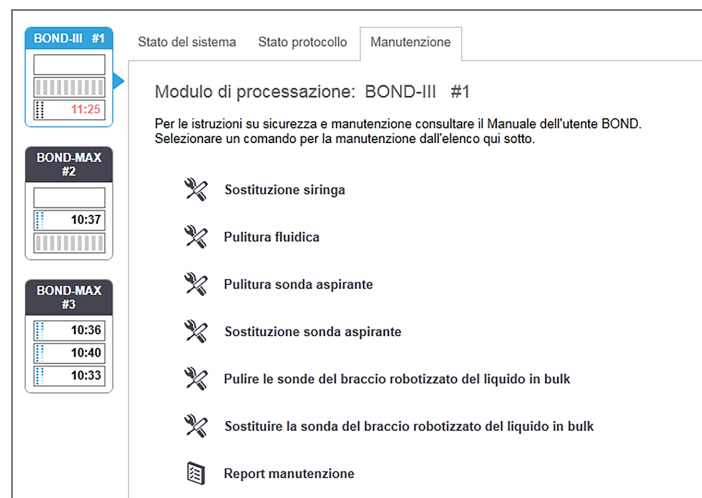 BOND-III #1
11:25
BOND-MAX
#2
10:37
BOND-MAX
#3
10:36
10:40
10:33
Stato del sistema Stato protocollo Manutenzione
Modulo di processazione: BOND-III #1
Per le istruzioni su sicurezza e manutenzione consultare il Manuale dell'utente BOND.
Selezionare un comando per la manutenzione dall'elenco qui sotto.
Sostituzione siringa
Pulitura fluidica
Pulitura sonda aspirante
Sostituzione sonda aspirante
Pulire le sonde del braccio robotizzato del liquido in bulk
Sostituire la sonda del braccio robotizzato del liquido in bulk
Report manutenzione